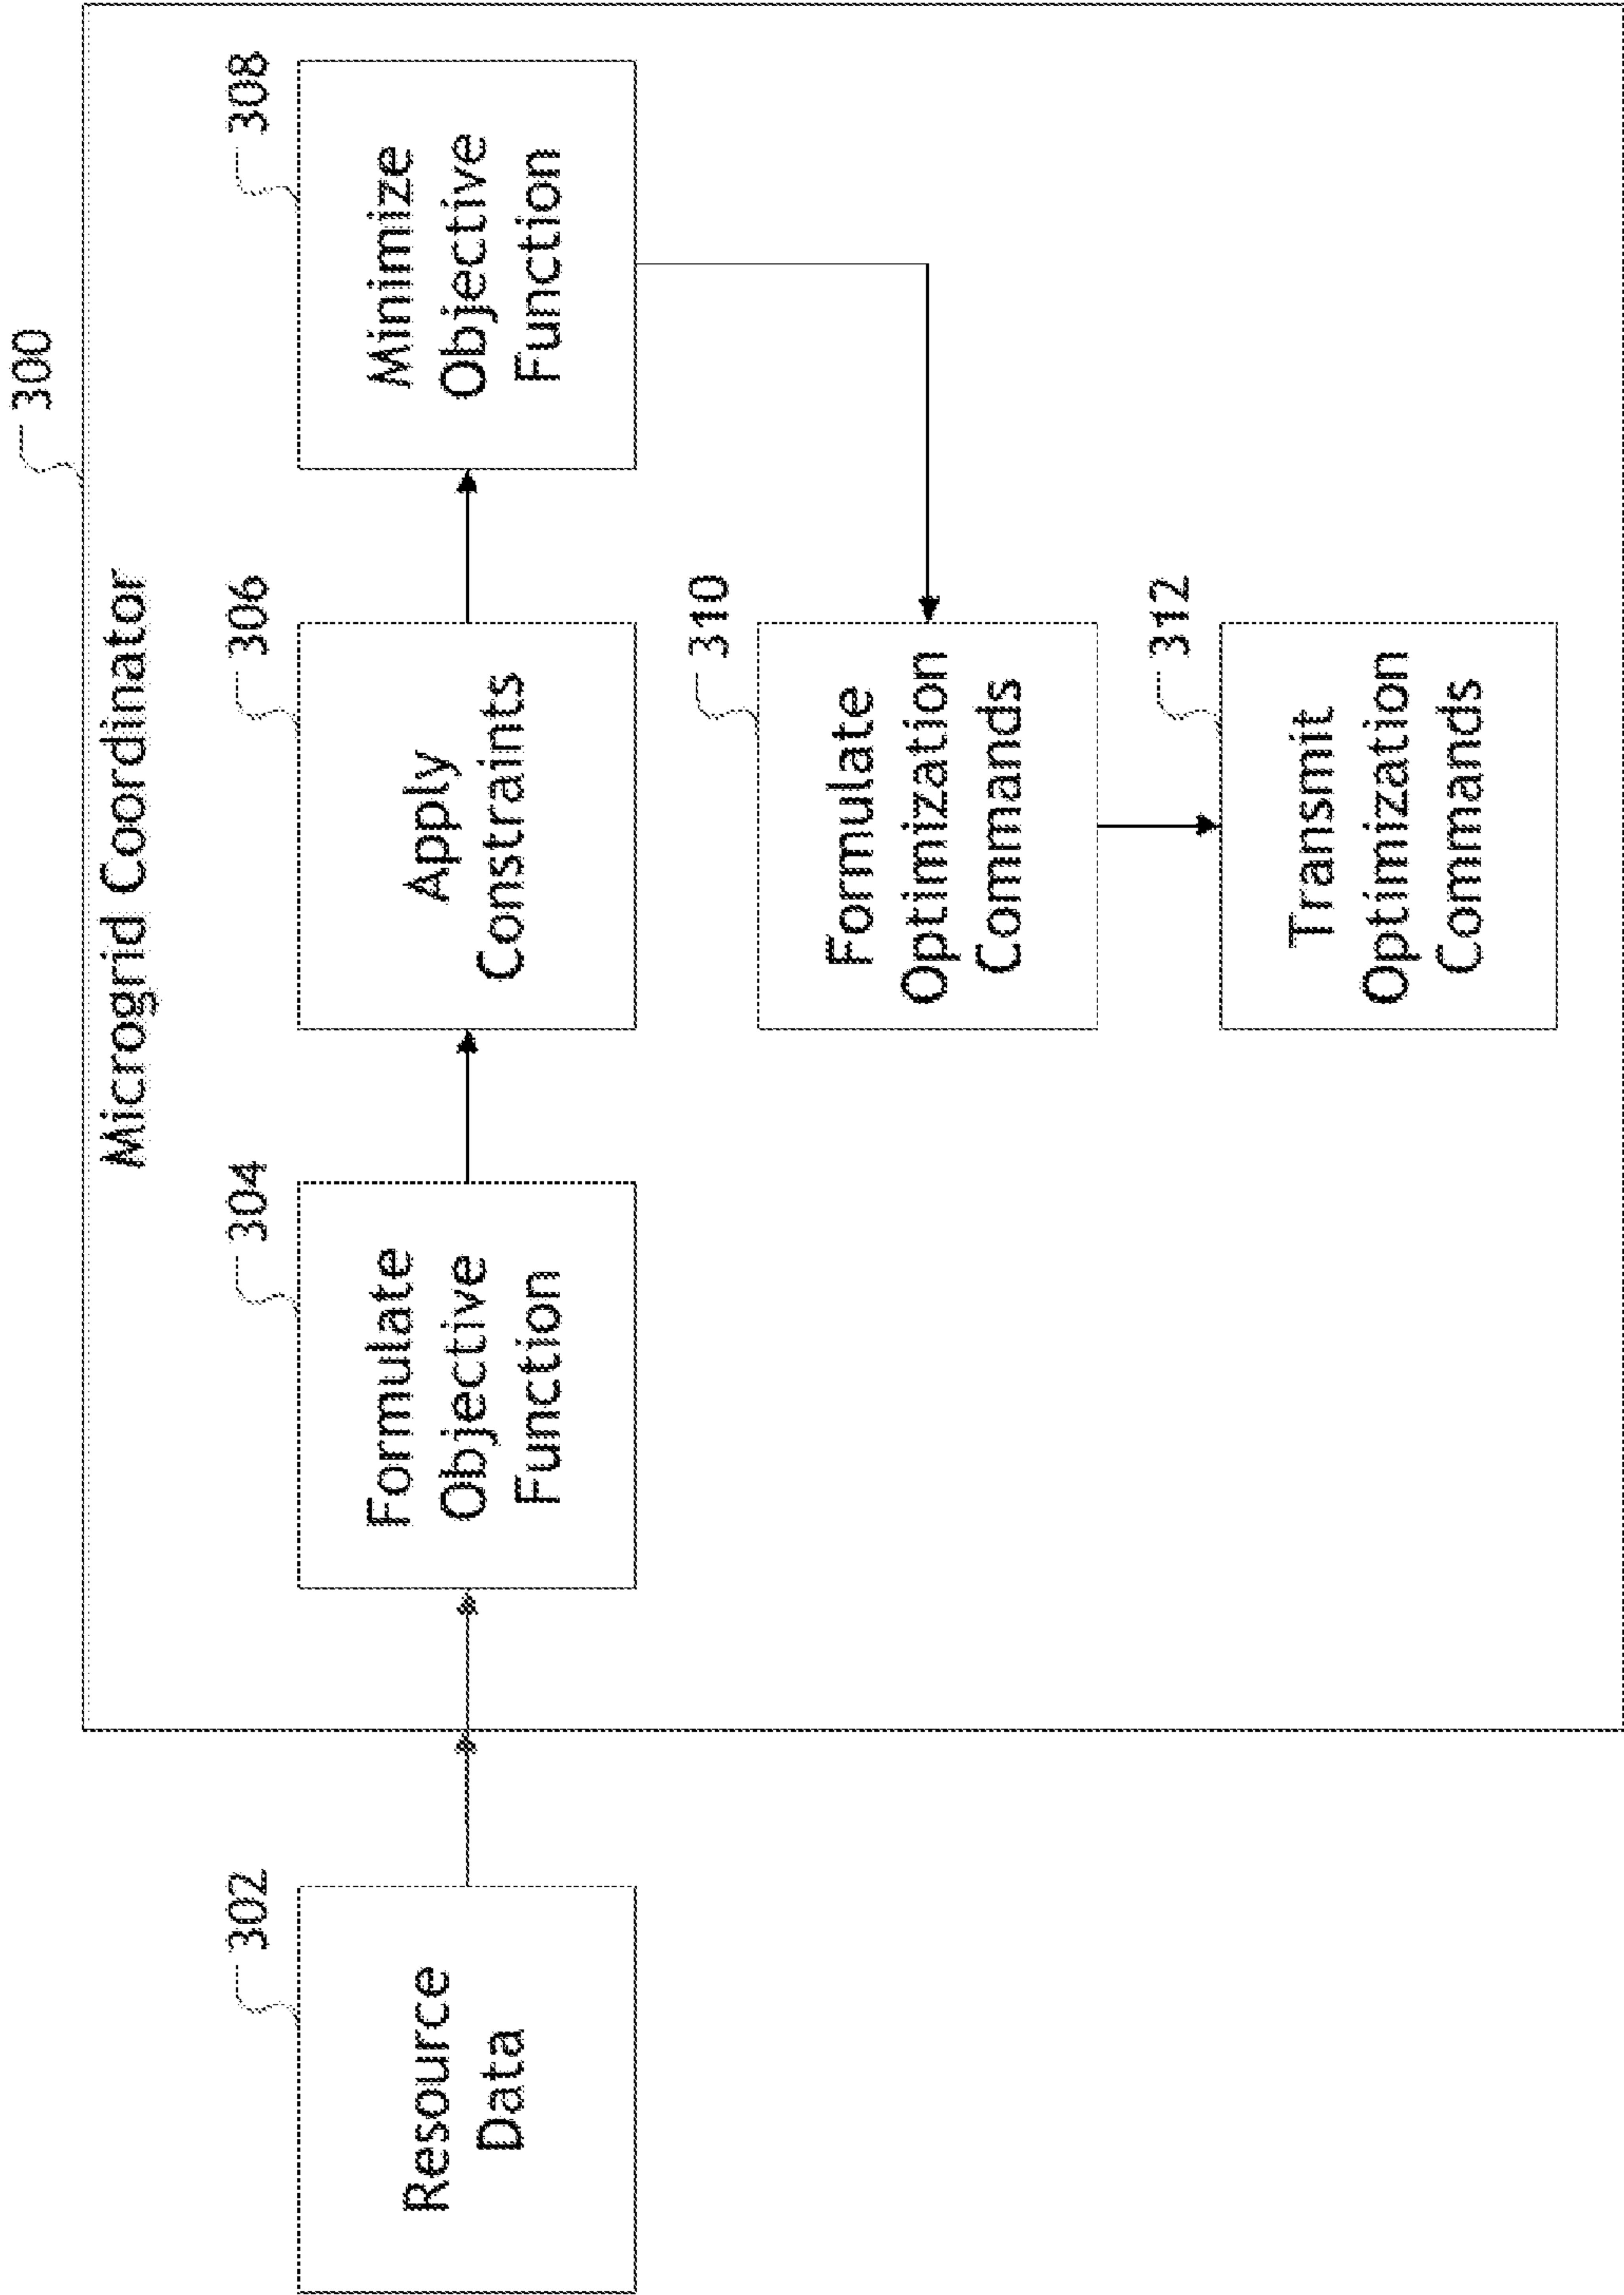 300
Microgrid Coordinator
302
Resource
Data
304
Formulate
Objective
Function
306
Apply
Constraints
308
Minimize
Objective
Function
310
Formulate
Optimization
Commands
312
Transmit
Optimization
Commands